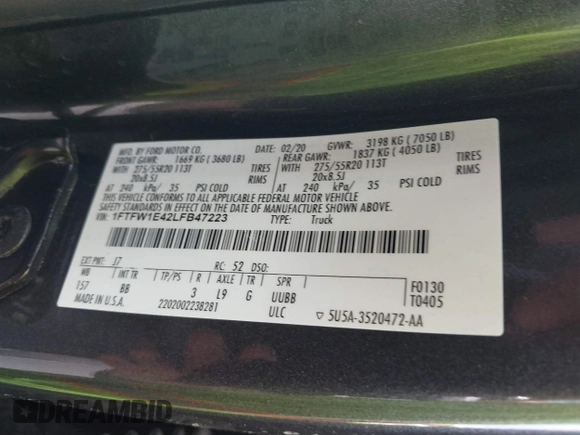 MFD. BY FORD MOTOR CO. DATE: 02/20 GVWR: 3198 KG ( 7050 LB)
FRONT GAWR: 1669 KG ( 3680 LB) REAR GAWR: 1837 KG ( 4050 LB)
WITH 275/55R20 113T TIRES WITH 275/55R20 113T TIRES
20x8.5J RIMS 20x8.5J RIMS
AT 240 kPa/ 35 PSI COLD AT 240 kPa/ 35 PSI COLD
THIS VEHICLE CONFORMS TO ALL APPLICABLE FEDERAL MOTOR VEHICLE
SAFETY STANDARDS IN EFFECT ON THE DATE OF MANUFACTURE SHOWN ABOVE.
VIN: 1FTFW1E42LFB47223 TYPE: Truck
EXT PNT: J7 RC: 52 DSO: F0130
WB INT TR TP/PS R AXLE TR SPR T0405
157 BB 3 L9 G UUBB
MADE IN U.S.A. 2202002238281 ULC ▽ 5U5A-3520472-AA
DREAMBID